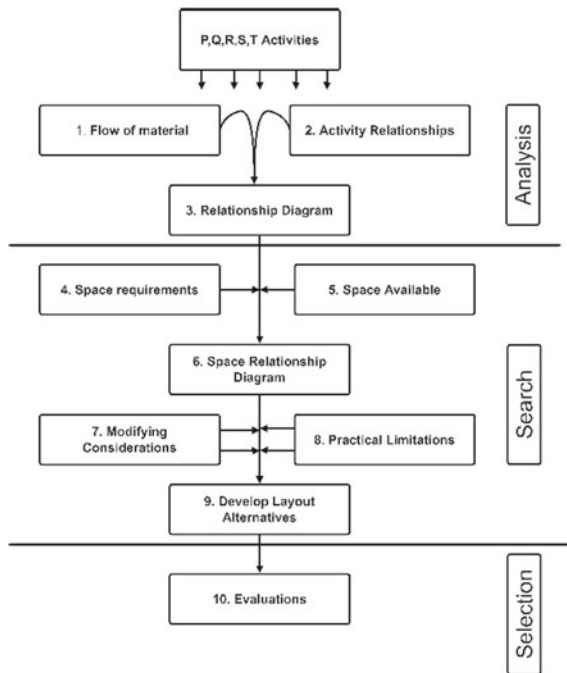 P,Q,R,S,T Activities
1. Flow of material
2. Activity Relationships
3. Relationship Diagram
Analysis
4. Space requirements
5. Space Available
6. Space Relationship
Diagram
7. Modifying
Considerations
8. Practical Limitations
9. Develop Layout
Alternatives
Search
10. Evaluations
Selection